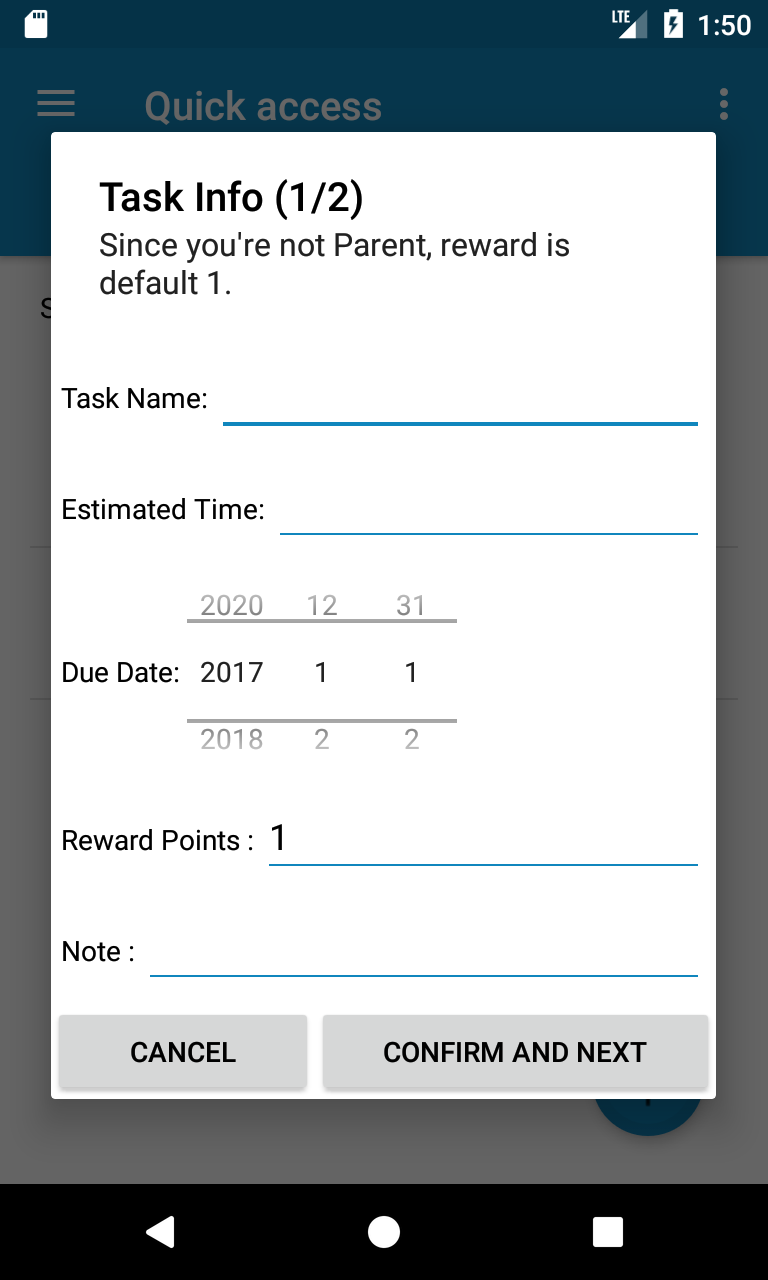 LTE 1:50
Quick access
Task Info (1/2)
Since you're not Parent, reward is
default 1.
S
Task Name:
Estimated Time:
2020 12 31
Due Date: 2017 1 1
2018 2 2
Reward Points : 1
Note :
CANCEL CONFIRM AND NEXT